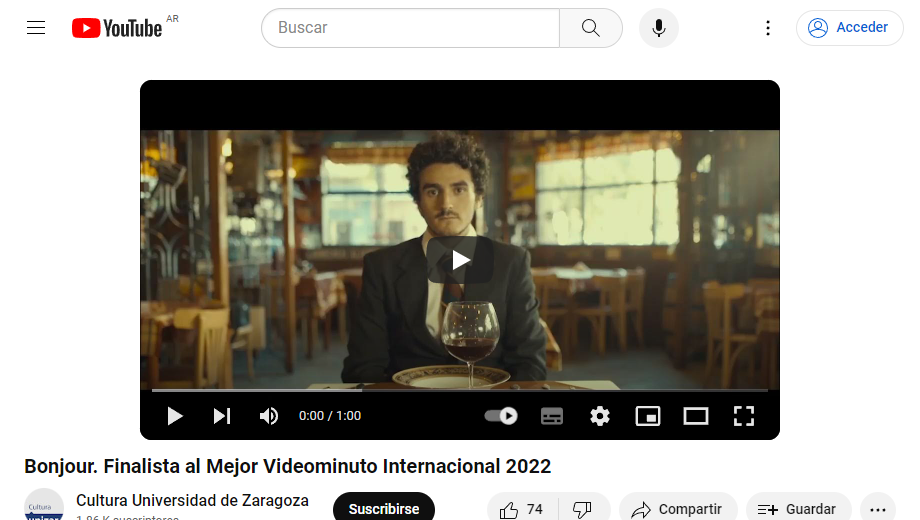 YouTube AR
Buscar
Acceder
0:00 / 1:00
Bonjour. Finalista al Mejor Videominuto Internacional 2022
Cultura
Cultura Universidad de Zaragoza
Suscribirse
74
Compartir
Guardar
1,86 K suscriptores